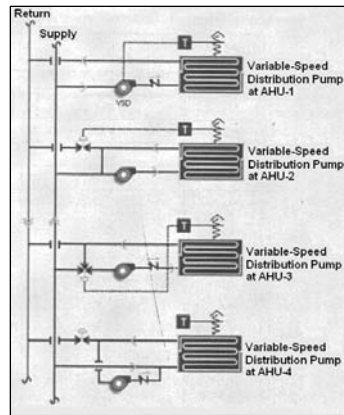 Return
Supply
T
Variable-Speed
Distribution Pump
at AHU-1
VSD
T
Variable-Speed
Distribution Pump
at AHU-2
T
Variable-Speed
Distribution Pump
at AHU-3
T
Variable-Speed
Distribution Pump
at AHU-4